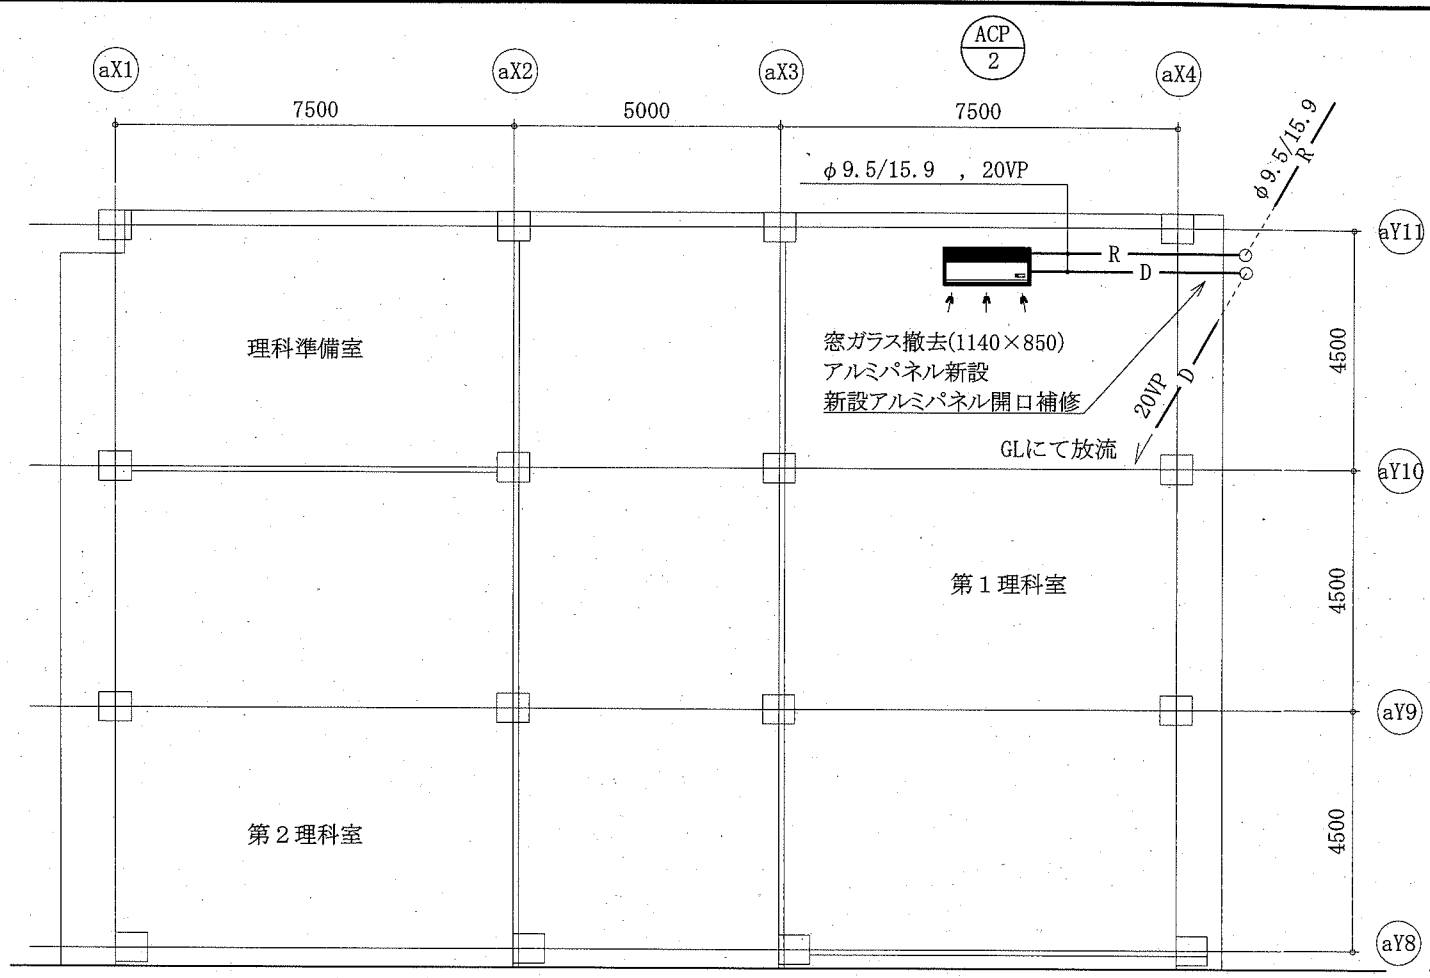 ACP
2
aX1
aX2
aX3
aX4
7500
5000
7500
φ9.5/15.9 , 20VP
φ9.5/15.9
R
aY11
R
D
窓ガラス撤去(1140×850)
アルミパネル新設
新設アルミパネル開口補修
20VP
D
GLにて放流
理科準備室
4500
aY10
第1理科室
4500
aY9
第2理科室
4500
aY8